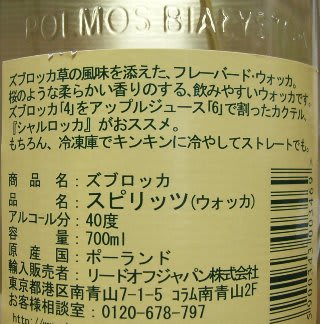 POLMOS BIAŁYSTOK
ズブロッカ草の風味を添えた、フレーバード・ウォッカ。
桜のような柔らかい香りのする、飲みやすいウォッカです。
ズブロッカ「4」をアップルジュース「6」で割ったカクテル、
『シャルロッカ』がおススメ。
もちろん、冷凍庫でキンキンに冷やしてストレートでも。
商品名:ズブロッカ
品名:スピリッツ(ウォッカ)
アルコール分:40度
容量:700ml
原産国:ポーランド
輸入販売者:リードオフジャパン株式会社
東京都港区南青山7-1-5 コラム南青山2F
お客様相談室:0120-678-797